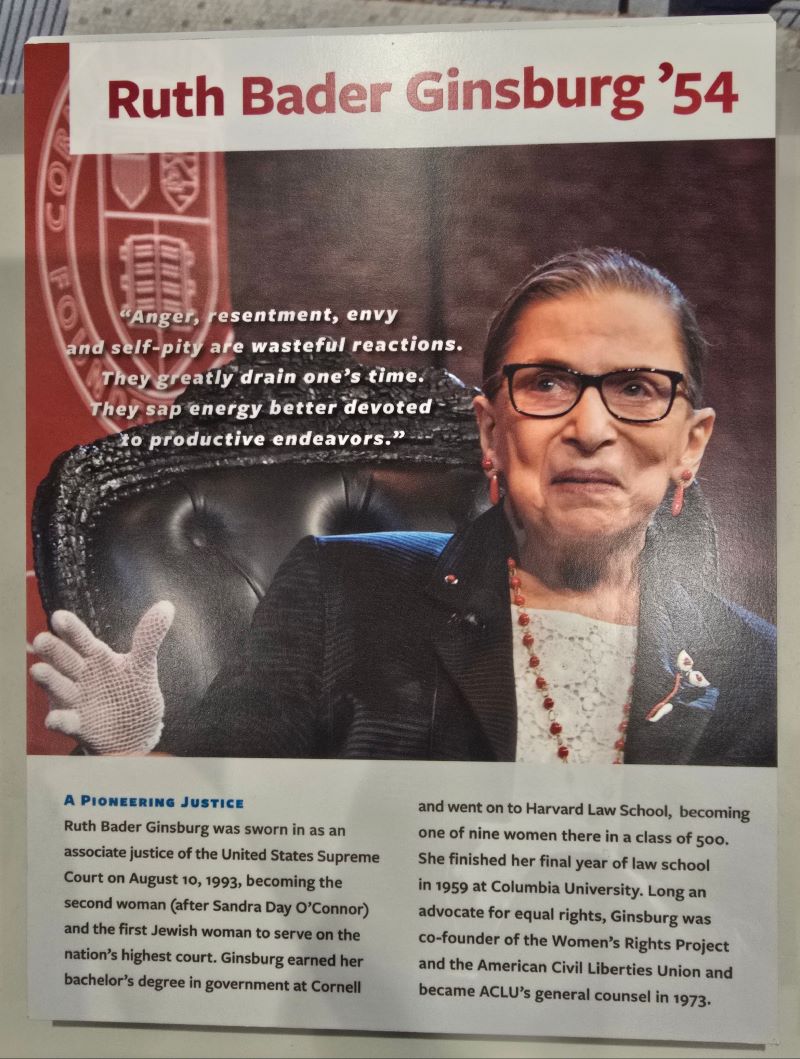 Ruth Bader Ginsburg ’54
“Anger, resentment, envy
and self-pity are wasteful reactions.
They greatly drain one’s time.
They sap energy better devoted
to productive endeavors.”
A Pioneering Justice
Ruth Bader Ginsburg was sworn in as an
associate justice of the United States Supreme
Court on August 10, 1993, becoming the
second woman (after Sandra Day O’Connor)
and the first Jewish woman to serve on the
nation’s highest court. Ginsburg earned her
bachelor’s degree in government at Cornell
and went on to Harvard Law School, becoming
one of nine women there in a class of 500.
She finished her final year of law school
in 1959 at Columbia University. Long an
advocate for equal rights, Ginsburg was
co-founder of the Women’s Rights Project
and the American Civil Liberties Union and
became ACLU’s general counsel in 1973.